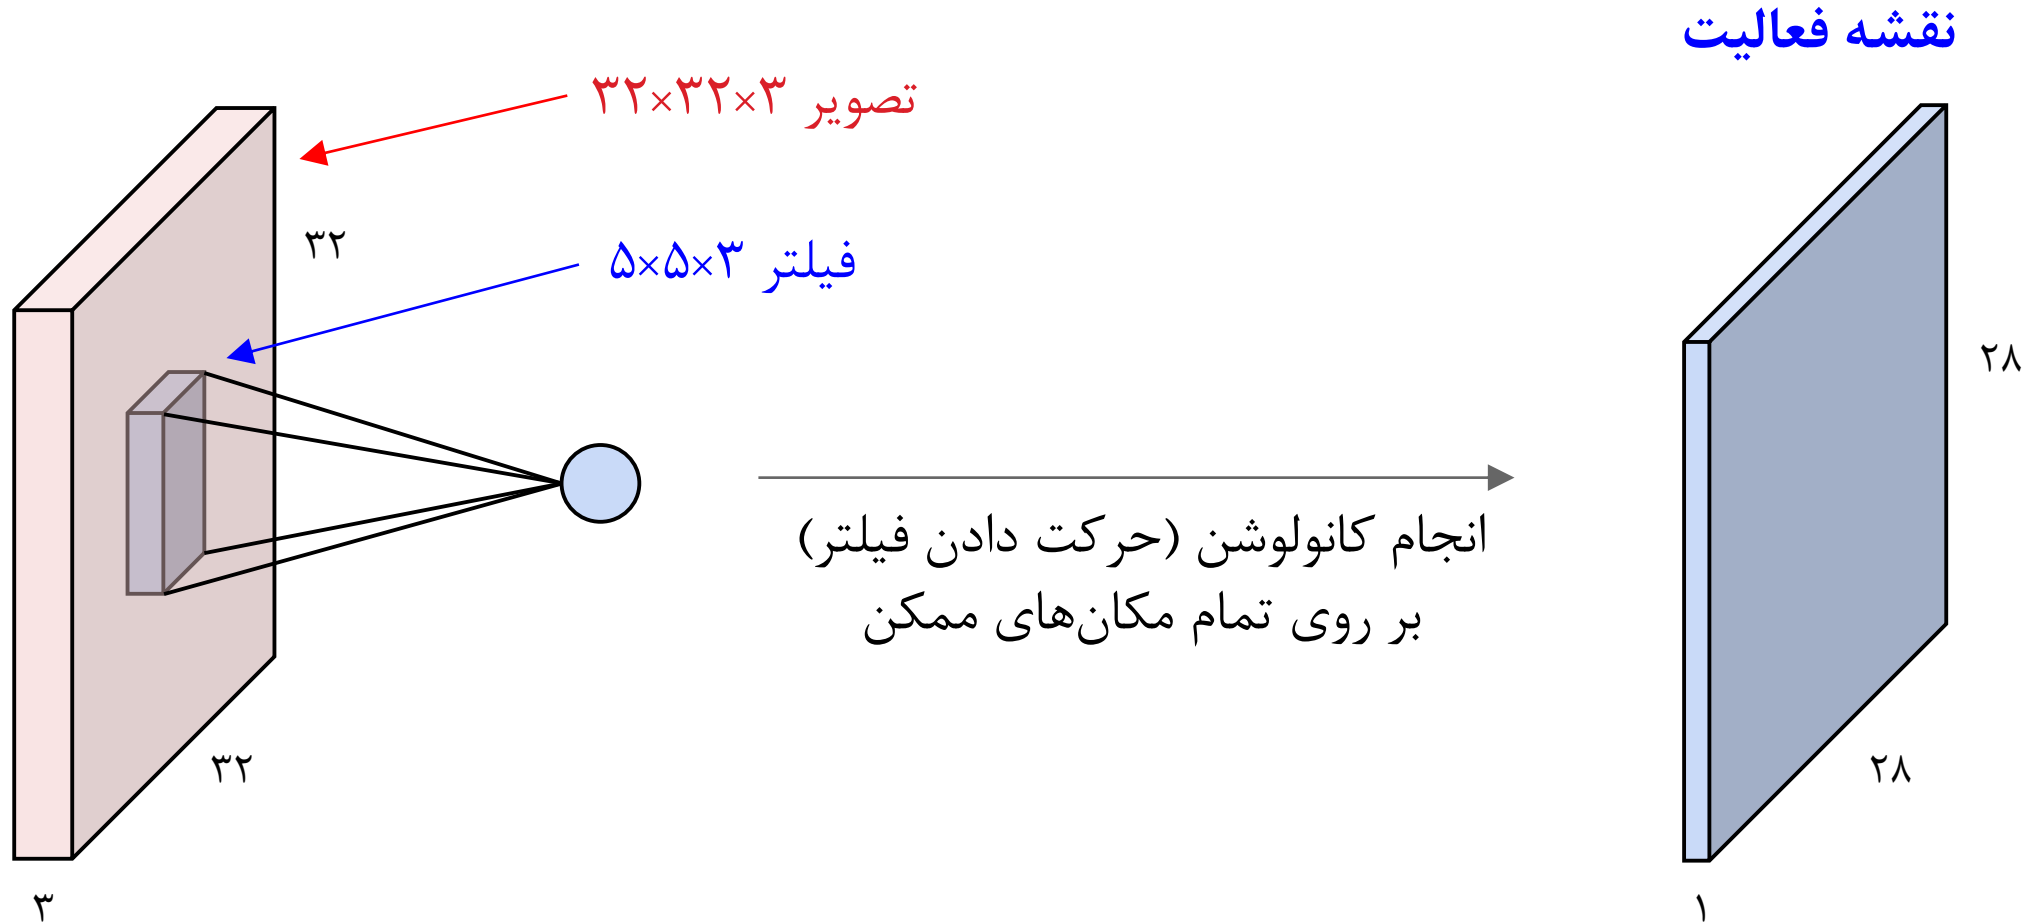 نقشه فعالیت
تصویر ۳۲×۳۲×۳
۳۲
فیلتر ۵×۵×۳
۲۸
انجام کانولوشن (حرکت دادن فیلتر)
بر روی تمام مکان‌های ممکن
۳۲
۲۸
۳
۱